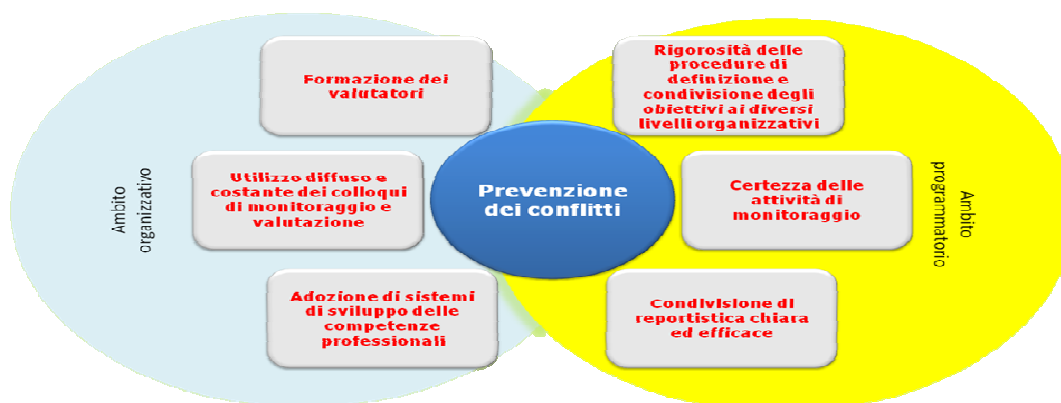 Ambito
organizzativo
Formazione dei
valutatori
Utilizzo diffuso e
costante dei colloqui
di monitoraggio e
valutazione
Adozione di sistemi
di sviluppo delle
competenze
professionali
Prevenzione
dei conflitti
Rigorosità delle
procedure di
definizione e
condivisione degli
obiettivi ai diversi
livelli organizzativi
Certezza delle
attività di
monitoraggio
Condivisione di
reportistica chiara
ed efficace
Ambito
programmatorio